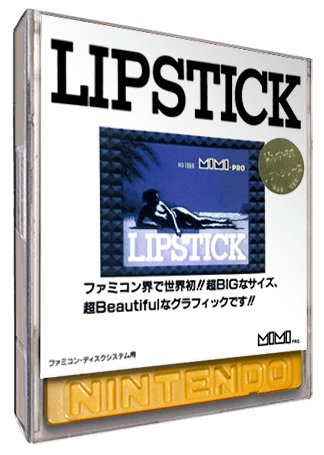 LIPSTICK
MIMI・PRO
LIPSTICK
ファミコン界で世界初!!超BIGなサイズ、
超Beautifulなグラフィックです!!
MIMI PRO
ファミコン・ディスクシステム用
NINTENDO